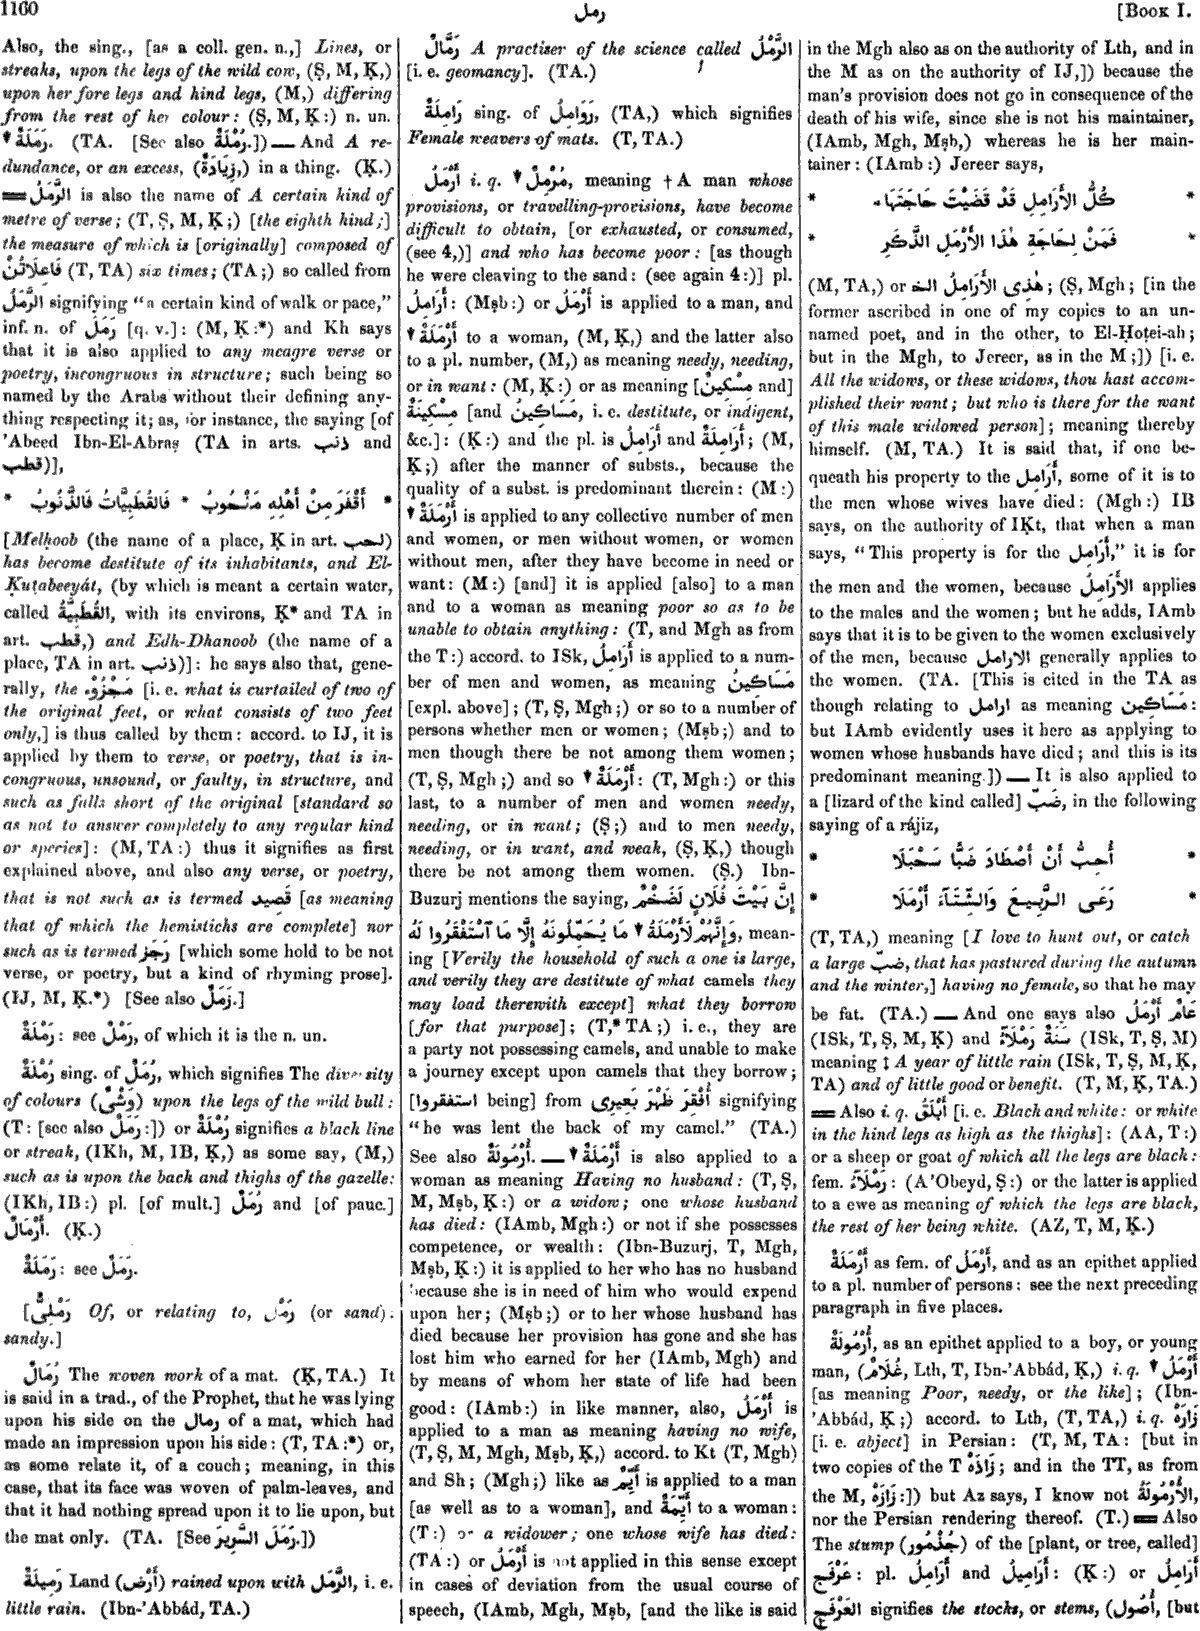 1160
رمل
[BOOK I.
Also, the sing., [as a coll. gen. n.,] Lines, or
streaks, upon the legs of the wild cow, (Ṣ, M, Ḳ,)
upon her fore legs and hind legs, (M,) differing
from the rest of her colour: (Ṣ, M, Ḳ:) n. un.
▼ رَمَلَةٌ. (TA. [See also رُمْلَةٌ.]) — And A re-
dundance, or an excess, (زِيَادَةٌ,) in a thing. (Ḳ.)
═ الرَّمَلُ is also the name of A certain kind of
metre of verse; (T, Ṣ, M, Ḳ;) [the eighth kind;]
the measure of which is [originally] composed of
فَاعِلَاتُنْ (T, TA) six times; (TA;) so called from
الرَّمَلُ signifying “a certain kind of walk or pace,”
inf. n. of رَمَلَ [q. v.]: (M, K:*) and Kh says
that it is also applied to any meagre verse or
poetry, incongruous in structure; such being so
named by the Arabs without their defining any-
thing respecting it; as, for instance, the saying [of
’Abeed Ibn-El-Abraṣ (TA in arts. ذنب and
قطب)],
* أَقْفَرَ مِنْ أَهْلِهِ مَلْحُوبُ * فَالقُطَبِيَّاتُ فَالذَّنُوبُ *
[Melḥoob (the name of a place, Ḳ in art. لحب)
has become destitute of its inhabitants, and El-
Ḳuṭabeeyát, (by which is meant a certain water,
called القُطَبِيَّةُ, with its environs, Ḳ* and TA in
art. قطب,) and Edh-Dhanoob (the name of a
place, TA in art. ذنب)]: he says also that, gene-
rally, the مَجْزُوْء [i. e. what is curtailed of two of
the original feet, or what consists of two feet
only,] is thus called by them: accord. to IJ, it is
applied by them to verse, or poetry, that is in-
congruous, unsound, or faulty, in structure, and
such as falls short of the original [standard so
as not to answer completely to any regular kind
or species]: (M, TA:) thus it signifies as first
explained above, and also any verse, or poetry,
that is not such as is termed قَصِيد [as meaning
that of which the hemistichs are complete] nor
such as is termed رَجَز [which some hold to be not
verse, or poetry, but a kind of rhyming prose].
(IJ, M, Ḳ.*) [See also رَمَلٌ.]
رَمْلَةٌ: see رَمْلٌ, of which it is the n. un.
رُمْلَةٌ sing. of رُمَلٌ, which signifies The diversity
of colours (وَشْىٌ) upon the legs of the wild bull:
(T: [see also رَمَلٌ:]) or رُمْلَةٌ signifies a black line
or streak, (IKh, M, IB, Ḳ,) as some say, (M,)
such as is upon the back and thighs of the gazelle:
(IKh, IB:) pl. [of mult.] رُمَلٌ and [of pauc.]
أَرْمَالٌ. (Ḳ.)
رَمَلَةٌ: see رَمَلٌ.
[رَمْلِىٌّ Of, or relating to, رَمْل (or sand):
sandy.]
رُمَالٌ The woven work of a mat. (Ḳ, TA.) It
is said in a trad., of the Prophet, that he was lying
upon his side on the رمال of a mat, which had
made an impression upon his side: (T, TA:*) or,
as some relate it, of a couch; meaning, in this
case, that its face was woven of palm-leaves, and
that it had nothing spread upon it to lie upon, but
the mat only. (TA. [See رَمَلَ السَّرِيرَ.])
رَمِيلَةٌ Land (أَرْض) rained upon with الرَّمَل, i. e.
little rain. (Ibn-’Abbád, TA.)
رَمَّالٌ A practiser of the science called الرَّمْلُ
[i. e. geomancy]. (TA.)
رَامِلَةٌ sing. of رَوَامِلُ, (TA,) which signifies
Female weavers of mats. (T, TA.)
أَرْمَلُ i. q. ▼ مُرْمِلٌ, meaning † A man whose
provisions, or travelling-provisions, have become
difficult to obtain, [or exhausted, or consumed,
(see 4,)] and who has become poor: [as though
he were cleaving to the sand: (see again 4:)] pl.
أَرَامِلُ: (Mṣb:) or أَرْمَلُ is applied to a man, and
▼ أَرْمَلَةٌ to a woman, (M, Ḳ,) and the latter also
to a pl. number, (M,) as meaning needy, needing,
or in want: (M, Ḳ:) or as meaning [مِسْكِينٌ and]
مِسْكِينَةٌ [and مَسَاكِينُ, i. e. destitute, or indigent,
&c.]: (Ḳ:) and the pl. is أَرَامِلُ and أَرَامِلَةٌ; (M,
Ḳ;) after the manner of substs., because the
quality of a subst. is predominant therein: (M:)
▼ أَرْمَلَةٌ is applied to any collective number of men
and women, or men without women, or women
without men, after they have become in need or
want: (M:) [and] it is applied [also] to a man
and to a woman as meaning poor so as to be
unable to obtain anything: (T, and Mgh as from
the T:) accord. to ISk, أَرَامِلُ is applied to a num-
ber of men and women, as meaning مَسَاكِينُ
[expl. above]; (T, Ṣ, Mgh;) or so to a number of
persons whether men or women; (Mṣb;) and to
men though there be not among them women;
(T, Ṣ, Mgh;) and so ▼ أَرْمَلَةٌ: (T, Mgh:) or this
last, to a number of men and women needy,
needing, or in want; (Ṣ;) and to men needy,
needing, or in want, and weak, (Ṣ, Ḳ,) though
there be not among them women. (Ṣ.) Ibn-
Buzurj mentions the saying, إِنَّ بَيْتَ فُلَانٍ لَضَخْمٌ
وَإِنَّهُمْ لَأَرْمَلَةٌ ▼ مَا يُحَمِّلُونَهُ إِلَّا مَا ٱسْتَفْقَرُوا لَهُ, mean-
ing [Verily the household of such a one is large,
and verily they are destitute of what camels they
may load therewith except] what they borrow
[for that purpose]; (T,* TA;) i. e., they are
a party not possessing camels, and unable to make
a journey except upon camels that they borrow;
[استفقروا being] from أُفْقِرَ ظَهْرَ بَعِيرِى signifying
“he was lent the back of my camel.” (TA.)
See also أُرْمُولَةٌ. — ▼ أَرْمَلَةٌ is also applied to a
woman as meaning Having no husband: (T, Ṣ,
M, Mṣb, Ḳ:) or a widow; one whose husband
has died: (IAmb, Mgh:) or not if she possesses
competence, or wealth: (Ibn-Buzurj, T, Mgh,
Mṣb, Ḳ:) it is applied to her who has no husband
because she is in need of him who would expend
upon her; (Mṣb;) or to her whose husband has
died because her provision has gone and she has
lost him who earned for her (IAmb, Mgh) and
by means of whom her state of life had been
good: (IAmb:) in like manner, also, أَرْمَلُ is
applied to a man as meaning having no wife,
(T, Ṣ, M, Mgh, Mṣb, Ḳ,) accord. to Kt (T, Mgh)
and Sh; (Mgh;) like as أَيِّمٌ is applied to a man
[as well as to a woman], and أَيِّمَةٌ to a woman:
(T:) or a widower; one whose wife has died:
(TA:) or أَرْمَلُ is not applied in this sense except
in cases of deviation from the usual course of
speech, (IAmb, Mgh, Mṣb, [and the like is said
in the Mgh also as on the authority of Lth, and in
the M as on the authority of IJ,]) because the
man’s provision does not go in consequence of the
death of his wife, since she is not his maintainer,
(IAmb, Mgh, Mṣb,) whereas he is her main-
tainer: (IAmb:) Jereer says,
* كُلُّ الأَرَامِلِ قَدْ قَضَيْتَ حَاجَتَهَا *
* فَمَنْ لِحَاجَةِ هٰذَا الأَرْمَلِ الذَّكَرِ *
(M, TA,) or هٰذِى الأَرَامِلُ الخ; (Ṣ, Mgh; [in the
former ascribed in one of my copies to an un-
named poet, and in the other, to El-Ḥoṭei-ah;
but in the Mgh, to Jereer, as in the M;]) [i. e.
All the widows, or these widows, thou hast accom-
plished their want; but who is there for the want
of this male widowed person]; meaning thereby
himself. (M, TA.) It is said that, if one be-
queath his property to the أَرَامِل, some of it is to
the men whose wives have died: (Mgh:) IB
says, on the authority of IḲt, that when a man
says, “This property is for the أَرَامِل,” it is for
the men and the women, because الأَرَامِلُ applies
to the males and the women; but he adds, IAmb
says that it is to be given to the women exclusively
of the men, because الارامل generally applies to
the women. (TA. [This is cited in the TA as
though relating to ارامل as meaning مَسَاكِين:
but IAmb evidently uses it here as applying to
women whose husbands have died; and this is its
predominant meaning.]) — It is also applied to
a [lizard of the kind called] ضَبّ, in the following
saying of a rájiz,
* أُحِبُّ أَنْ أَصْطَادَ ضَبًّا سَحْبَلَا *
* رَعَى الرَّبِيعَ وَالشِّتَآءَ أَرْمَلَا *
(T, TA,) meaning [I love to hunt out, or catch
a large ضبّ, that has pastured during the autumn
and the winter,] having no female, so that he may
be fat. (TA.) — And one says also عَامٌ أَرْمَلُ
(ISk, T, Ṣ, M, Ḳ) and سَنَةٌ رَمْلَآءُ (ISk, T, Ṣ, M)
meaning ‡ A year of little rain (ISk, T, Ṣ, M, Ḳ,
TA) and of little good or benefit. (T, M, Ḳ, TA.)
═ Also i. q. أَبْلَقُ [i. e. Black and white: or white
in the hind legs as high as the thighs]: (AA, T:)
or a sheep or goat of which all the legs are black:
fem. رَمْلَآءُ: (A’Obeyd, Ṣ:) or the latter is applied
to a ewe as meaning of which the legs are black,
the rest of her being white. (AZ, T, M, Ḳ.)
أَرْمَلَةٌ as fem. of أَرْمَلُ, and as an epithet applied
to a pl. number of persons: see the next preceding
paragraph in five places.
أُرْمُولَةٌ, as an epithet applied to a boy, or young
man, (غُلَامٌ, Lth, T, Ibn-’Abbád, Ḳ,) i. q. ▼ أَرْمَلُ
[as meaning Poor, needy, or the like]; (Ibn-
’Abbád, Ḳ;) accord. to Lth, (T, TA,) i. q. زَارَهْ
[i. e. abject] in Persian: (T, M, TA: [but in
two copies of the T زَاذَهْ; and in the TT, as from
the M, زَارَهْ:]) but Az says, I know not الأُرْمُولَةُ,
nor the Persian rendering thereof. (T.) ═ Also
The stump (جُذْمُور) of the [plant, or tree, called]
عَرْفَج: pl. أَرَامِلُ and أَرَامِيلُ: (Ḳ:) or أَرَامِلُ
العَرْفَجِ signifies the stocks, or stems, (أُصُول, [but